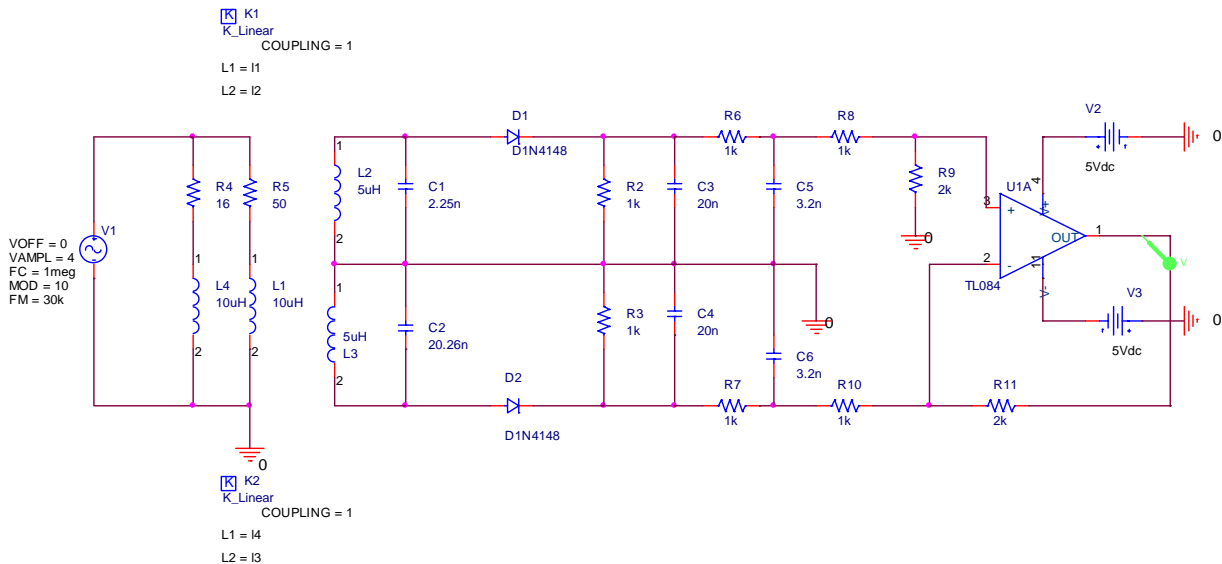 K K1
K_Linear
COUPLING = 1
L1 = l1
L2 = l2
VOFF = 0
VAMPL = 4
FC = 1meg
MOD = 10
FM = 30k
V1
R4
16
R5
50
1
L4
10uH
2
1
L1
10uH
2
0
1
L2
5uH
2
1
5uH
L3
2
C1
2.25n
C2
20.26n
D1
D1N4148
D2
D1N4148
R2
1k
R3
1k
C3
20n
C4
20n
R6
1k
R7
1k
C5
3.2n
C6
3.2n
0
R8
1k
R10
1k
R9
2k
0
R11
2k
U1A
3
+
2
-
4
V+
11
V-
OUT
1
TL084
V2
5Vdc
0
V3
5Vdc
0
V
K K2
K_Linear
COUPLING = 1
L1 = l4
L2 = l3